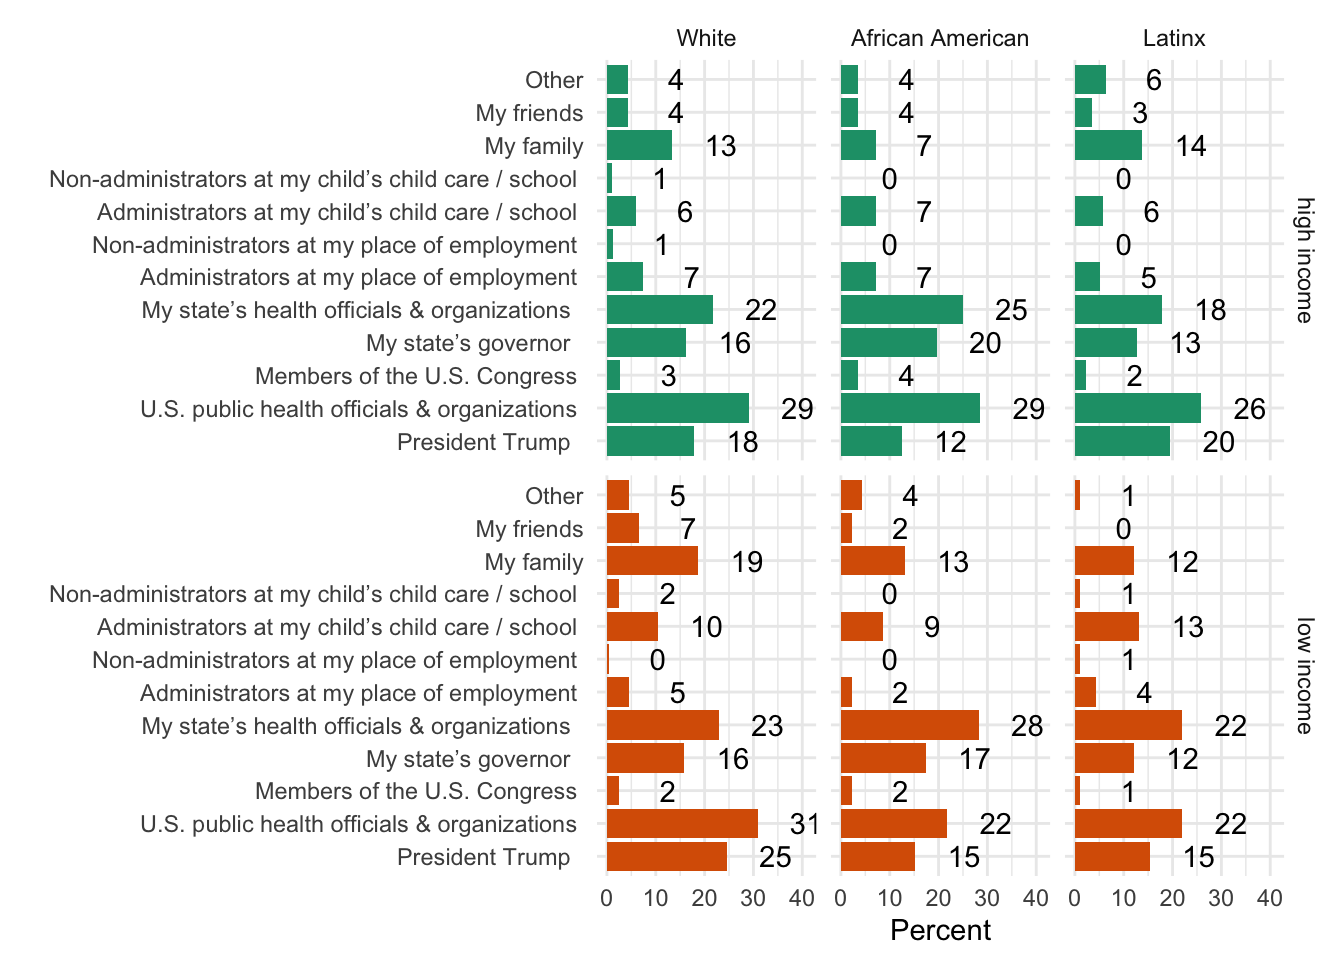 White African American Latinx
Other 4 4 6
My friends 4 4 3
My family 13 7 14
Non-administrators at my child’s child care / school 1 0 0
Administrators at my child’s child care / school 6 7 6
Non-administrators at my place of employment 1 0 0
Administrators at my place of employment 7 7 5
My state’s health officials & organizations 22 25 18
My state’s governor 16 20 13
Members of the U.S. Congress 3 4 2
U.S. public health officials & organizations 29 29 26
President Trump 18 12 20
high income
Other 5 4 1
My friends 7 2 0
My family 19 13 12
Non-administrators at my child’s child care / school 2 0 1
Administrators at my child’s child care / school 10 9 13
Non-administrators at my place of employment 0 0 1
Administrators at my place of employment 5 2 4
My state’s health officials & organizations 23 28 22
My state’s governor 16 17 12
Members of the U.S. Congress 2 2 1
U.S. public health officials & organizations 31 22 22
President Trump 25 15 15
low income
0 10 20 30 40 0 10 20 30 40 0 10 20 30 40
Percent